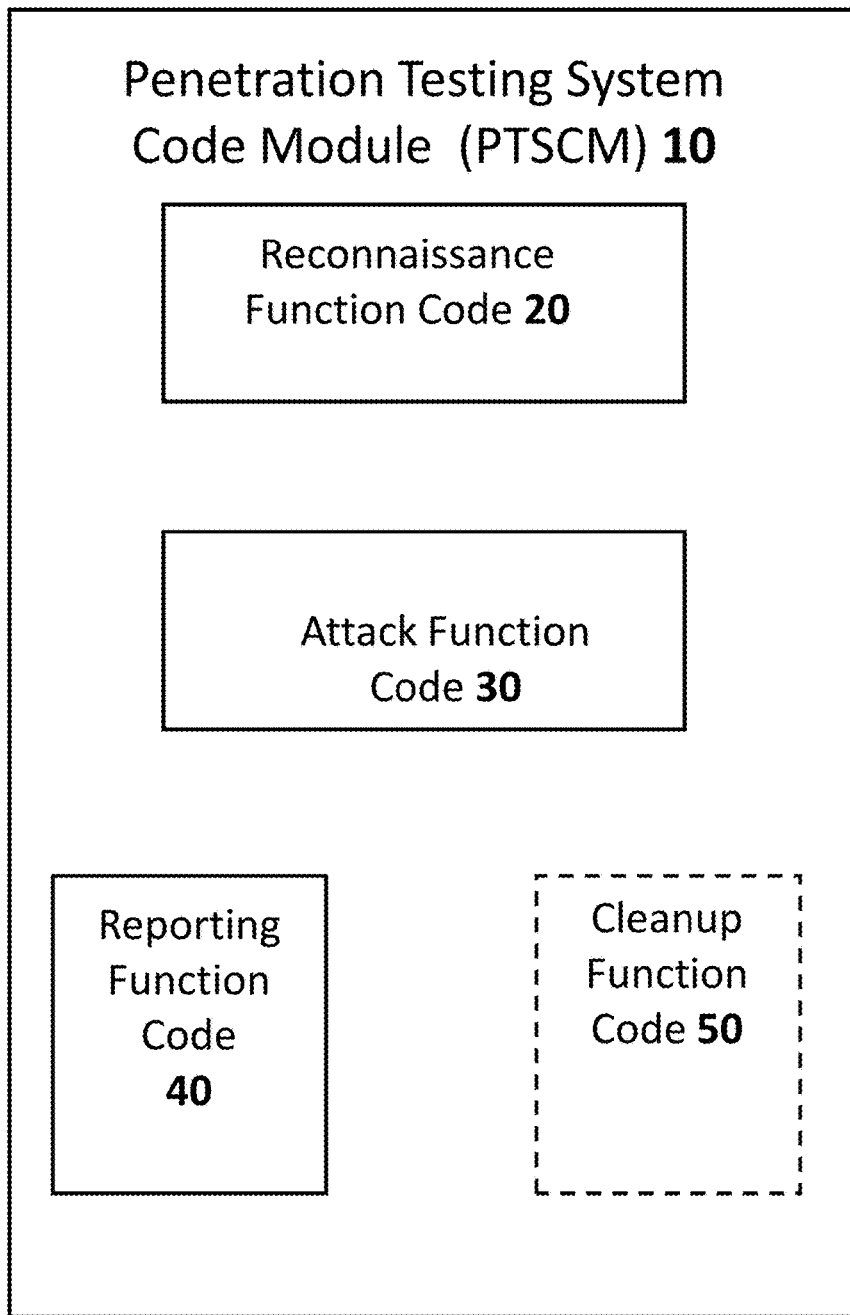 Penetration Testing System
Code Module (PTSCM) 10
Reconnaissance
Function Code 20
Attack Function
Code 30
Reporting
Function
Code
40
Cleanup
Function
Code 50